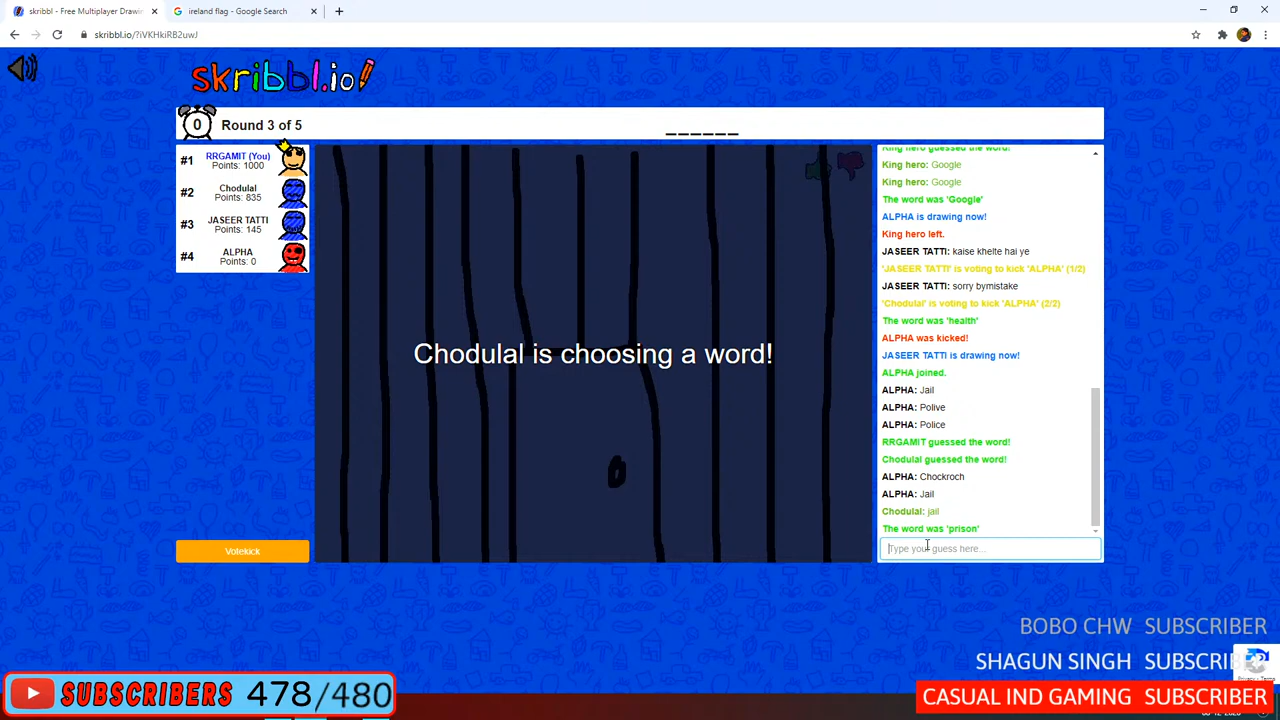 skribbl - Free Multiplayer Drawin
ireland flag - Google Search
skribbl.io/?iVKHkiRB2uwJ
skribbl.io
0
Round 3 of 5
______
#1 RRGAMIT (You)
Points: 1000
#2 Chodulal
Points: 835
#3 JASEER TATTI
Points: 145
#4 ALPHA
Points: 0
Votekick
Chodulal is choosing a word!
King hero guessed the word!
King hero: Google
King hero: Google
The word was 'Google'
ALPHA is drawing now!
King hero left.
JASEER TATTI: kaise khelte hai ye
'JASEER TATTI' is voting to kick 'ALPHA' (1/2)
JASEER TATTI: sorry bymistake
'Chodulal' is voting to kick 'ALPHA' (2/2)
The word was 'health'
ALPHA was kicked!
JASEER TATTI is drawing now!
ALPHA joined.
ALPHA: Jail
ALPHA: Polive
ALPHA: Police
RRGAMIT guessed the word!
Chodulal guessed the word!
ALPHA: Chockroch
ALPHA: Jail
Chodulal: jail
The word was 'prison'
Type your guess here...
BOBO CHW SUBSCRIBER
SHAGUN SINGH SUBSCRIB
CASUAL IND GAMING SUBSCRIBER
SUBSCRIBERS 478/480